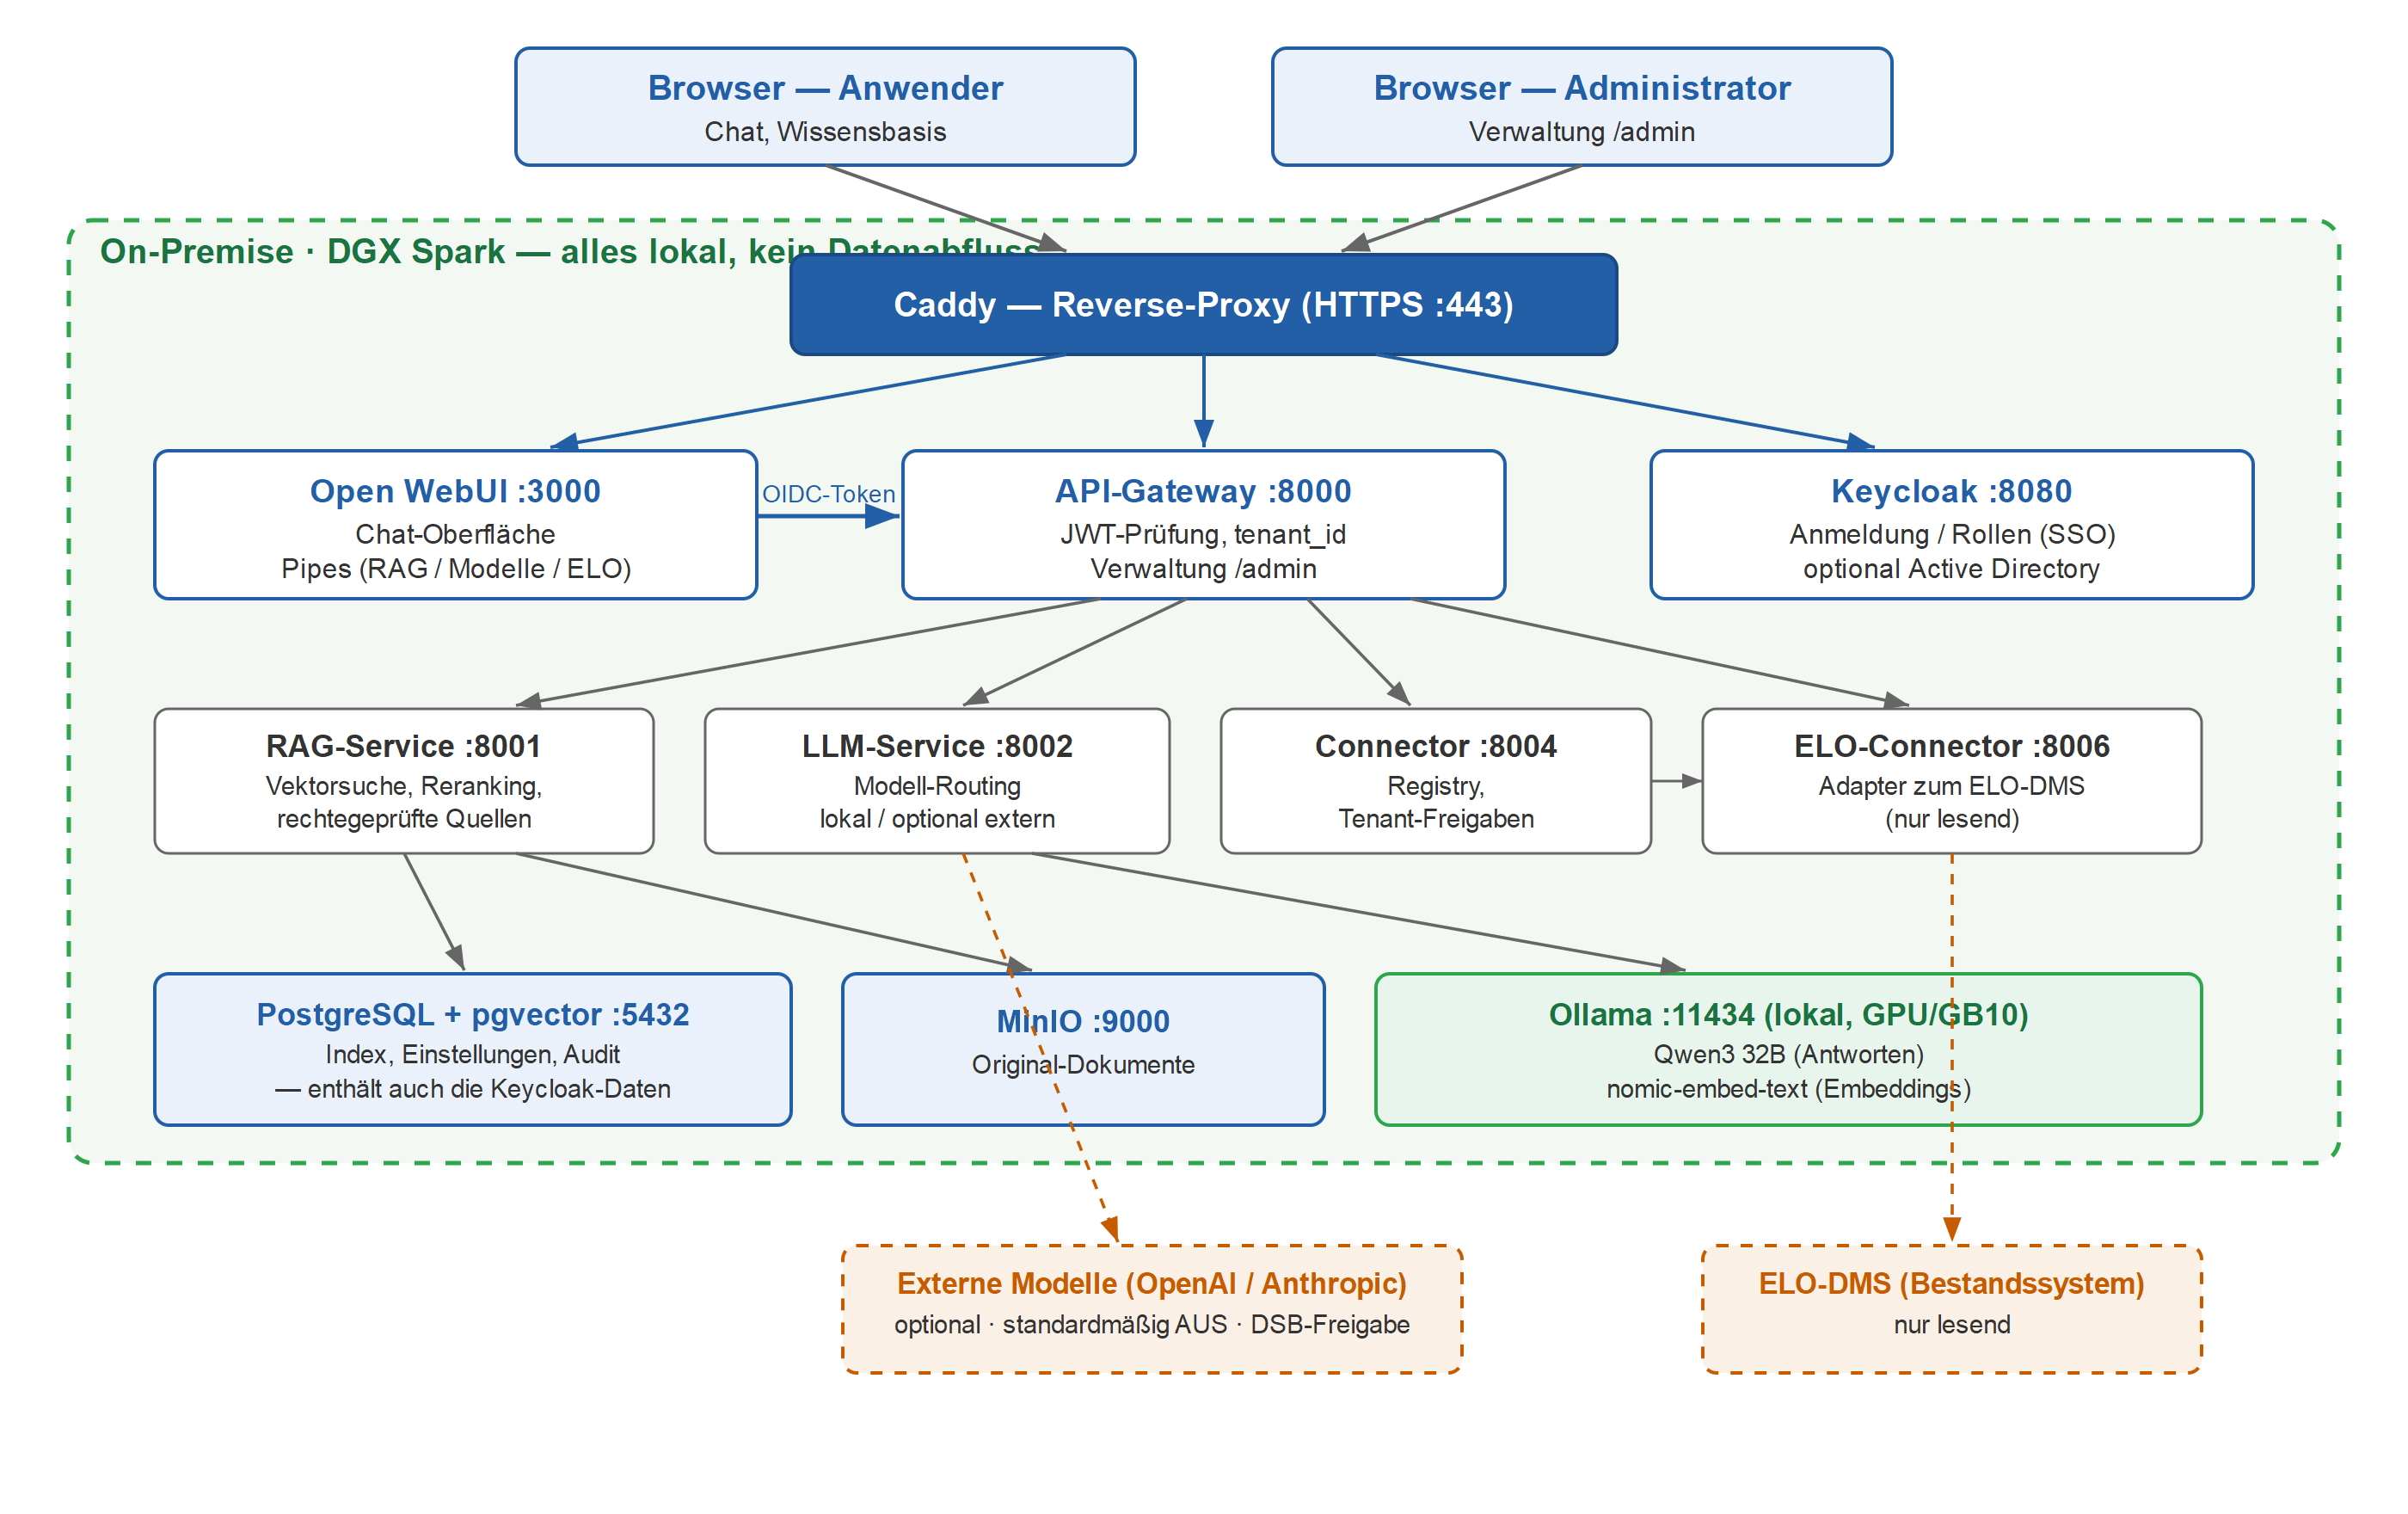 Browser — Anwender
Chat, Wissensbasis
Browser — Administrator
Verwaltung /admin
On-Premise · DGX Spark — alles lokal, kein Datenabfluss
Caddy — Reverse-Proxy (HTTPS :443)
Open WebUI :3000
Chat-Oberfläche
Pipes (RAG / Modelle / ELO)
OIDC-Token
API-Gateway :8000
JWT-Prüfung, tenant_id
Verwaltung /admin
Keycloak :8080
Anmeldung / Rollen (SSO)
optional Active Directory
RAG-Service :8001
Vektorsuche, Reranking,
rechtegeprüfte Quellen
LLM-Service :8002
Modell-Routing
lokal / optional extern
Connector :8004
Registry,
Tenant-Freigaben
ELO-Connector :8006
Adapter zum ELO-DMS
(nur lesend)
PostgreSQL + pgvector :5432
Index, Einstellungen, Audit
— enthält auch die Keycloak-Daten
MinIO :9000
Original-Dokumente
Ollama :11434 (lokal, GPU/GB10)
Qwen3 32B (Antworten)
nomic-embed-text (Embeddings)
Externe Modelle (OpenAI / Anthropic)
optional · standardmäßig AUS · DSB-Freigabe
ELO-DMS (Bestandssystem)
nur lesend